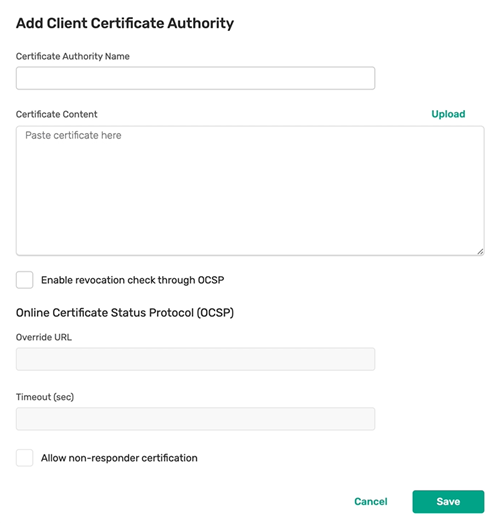 Add Client Certificate Authority
Certificate Authority Name
Certificate Content
Upload
Paste certificate here
Enable revocation check through OCSP
Online Certificate Status Protocol (OCSP)
Override URL
Timeout (sec)
Allow non-responder certification
Cancel
Save